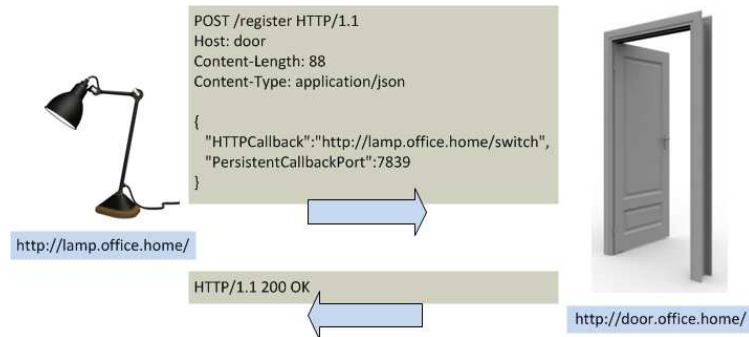 POST /register HTTP/1.1
Host: door
Content-Length: 88
Content-Type: application/json
{
"HTTPCallback":"http://lamp.office.home/switch",
"PersistentCallbackPort":7839
}
http://lamp.office.home/
HTTP/1.1 200 OK
http://door.office.home/